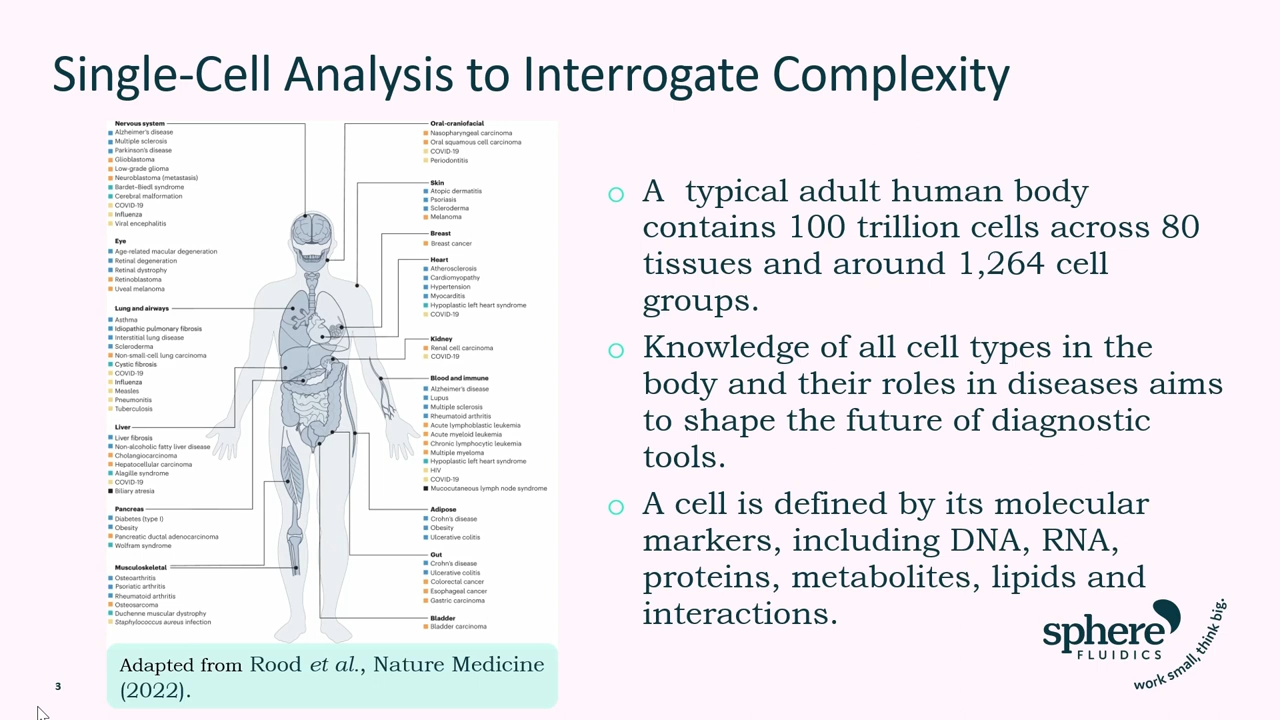 Single-Cell Analysis to Interrogate Complexity
Nervous system
Alzheimer's disease
Multiple sclerosis
Parkinson's disease
Glioblastoma
Low-grade glioma
Neuroblastoma (metastasis)
Bardet–Biedl syndrome
Cerebral malformation
COVID-19
Influenza
Viral encephalitis
Eye
Age-related macular degeneration
Retinal degeneration
Retinal dystrophy
Retinoblastoma
Uveal melanoma
Lung and airways
Asthma
Idiopathic pulmonary fibrosis
Interstitial lung disease
Scleroderma
Non-small-cell lung carcinoma
Cystic fibrosis
COVID-19
Influenza
Measles
Pneumonitis
Tuberculosis
Liver
Liver fibrosis
Non-alcoholic fatty liver disease
Cholangiocarcinoma
Hepatocellular carcinoma
Alagille syndrome
COVID-19
Biliary atresia
Pancreas
Diabetes (type I)
Obesity
Pancreatic ductal adenocarcinoma
Wolfram syndrome
Musculoskeletal
Osteoarthritis
Psoriatic arthritis
Rheumatoid arthritis
Osteosarcoma
Duchenne muscular dystrophy
Staphylococcus aureus infection
Oral-craniofacial
Nasopharyngeal carcinoma
Oral squamous cell carcinoma
COVID-19
Periodontitis
Skin
Atopic dermatitis
Psoriasis
Scleroderma
Melanoma
Breast
Breast cancer
Heart
Atherosclerosis
Cardiomyopathy
Hypertension
Myocarditis
Hypoplastic left heart syndrome
COVID-19
Kidney
Renal cell carcinoma
COVID-19
Blood and immune
Alzheimer's disease
Lupus
Multiple sclerosis
Rheumatoid arthritis
Acute lymphoblastic leukemia
Acute myeloid leukemia
Chronic lymphocytic leukemia
Multiple myeloma
Hypoplastic left heart syndrome
HIV
COVID-19
Mucocutaneous lymph node syndrome
Adipose
Crohn's disease
Obesity
Ulcerative colitis
Gut
Crohn's disease
Ulcerative colitis
Colorectal cancer
Esophageal cancer
Gastric carcinoma
Bladder
Bladder carcinoma
Adapted from Rood et al., Nature Medicine
(2022).
A typical adult human body
contains 100 trillion cells across 80
tissues and around 1,264 cell
groups.
Knowledge of all cell types in the
body and their roles in diseases aims
to shape the future of diagnostic
tools.
A cell is defined by its molecular
markers, including DNA, RNA,
proteins, metabolites, lipids and
interactions.
sphere
FLUIDICS
work small, think big.
3